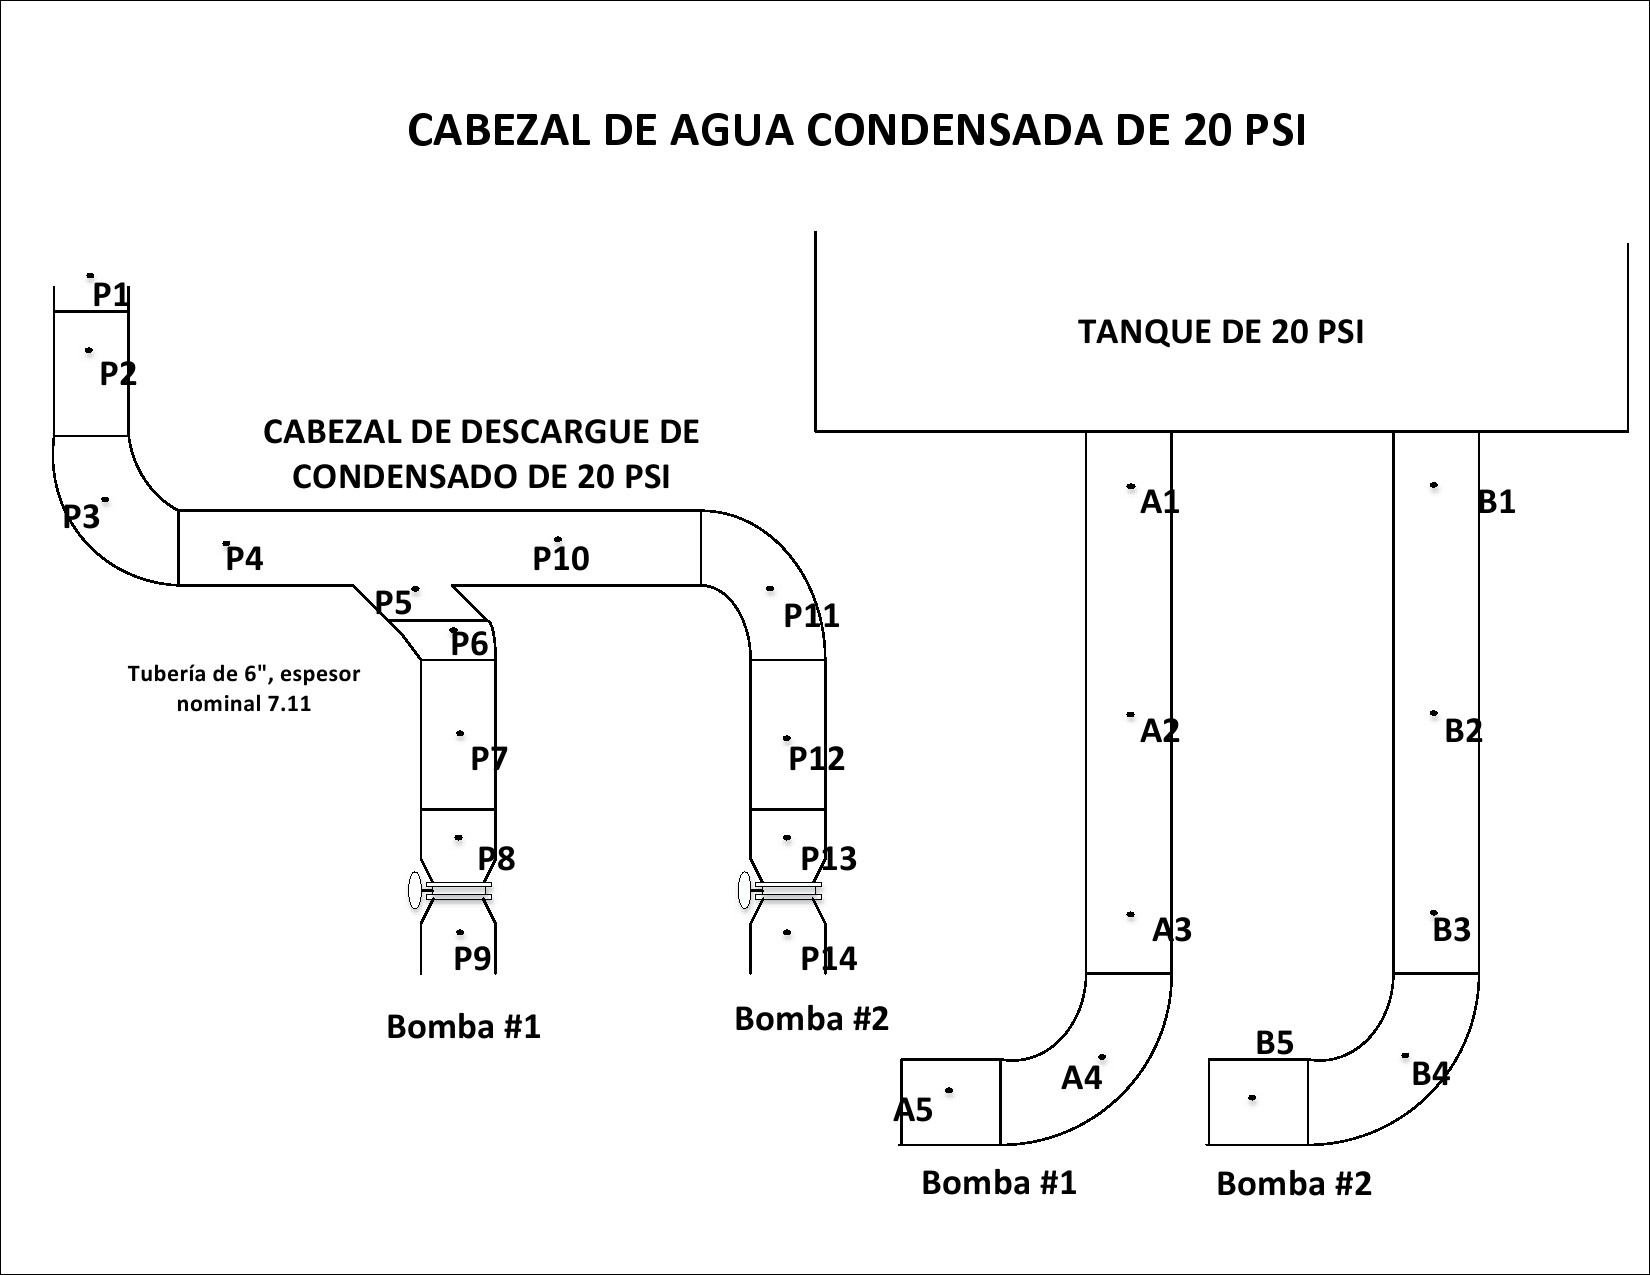 CABEZAL DE AGUA CONDENSADA DE 20 PSI
P1
P2
CABEZAL DE DESCARGUE DE
CONDENSADO DE 20 PSI
P3
P4
P10
P5
P11
P6
Tubería de 6", espesor
nominal 7.11
P7
P12
P8
P13
P9
P14
Bomba #1
Bomba #2
TANQUE DE 20 PSI
A1
B1
A2
B2
A3
B3
B5
A4
B4
A5
Bomba #1
Bomba #2